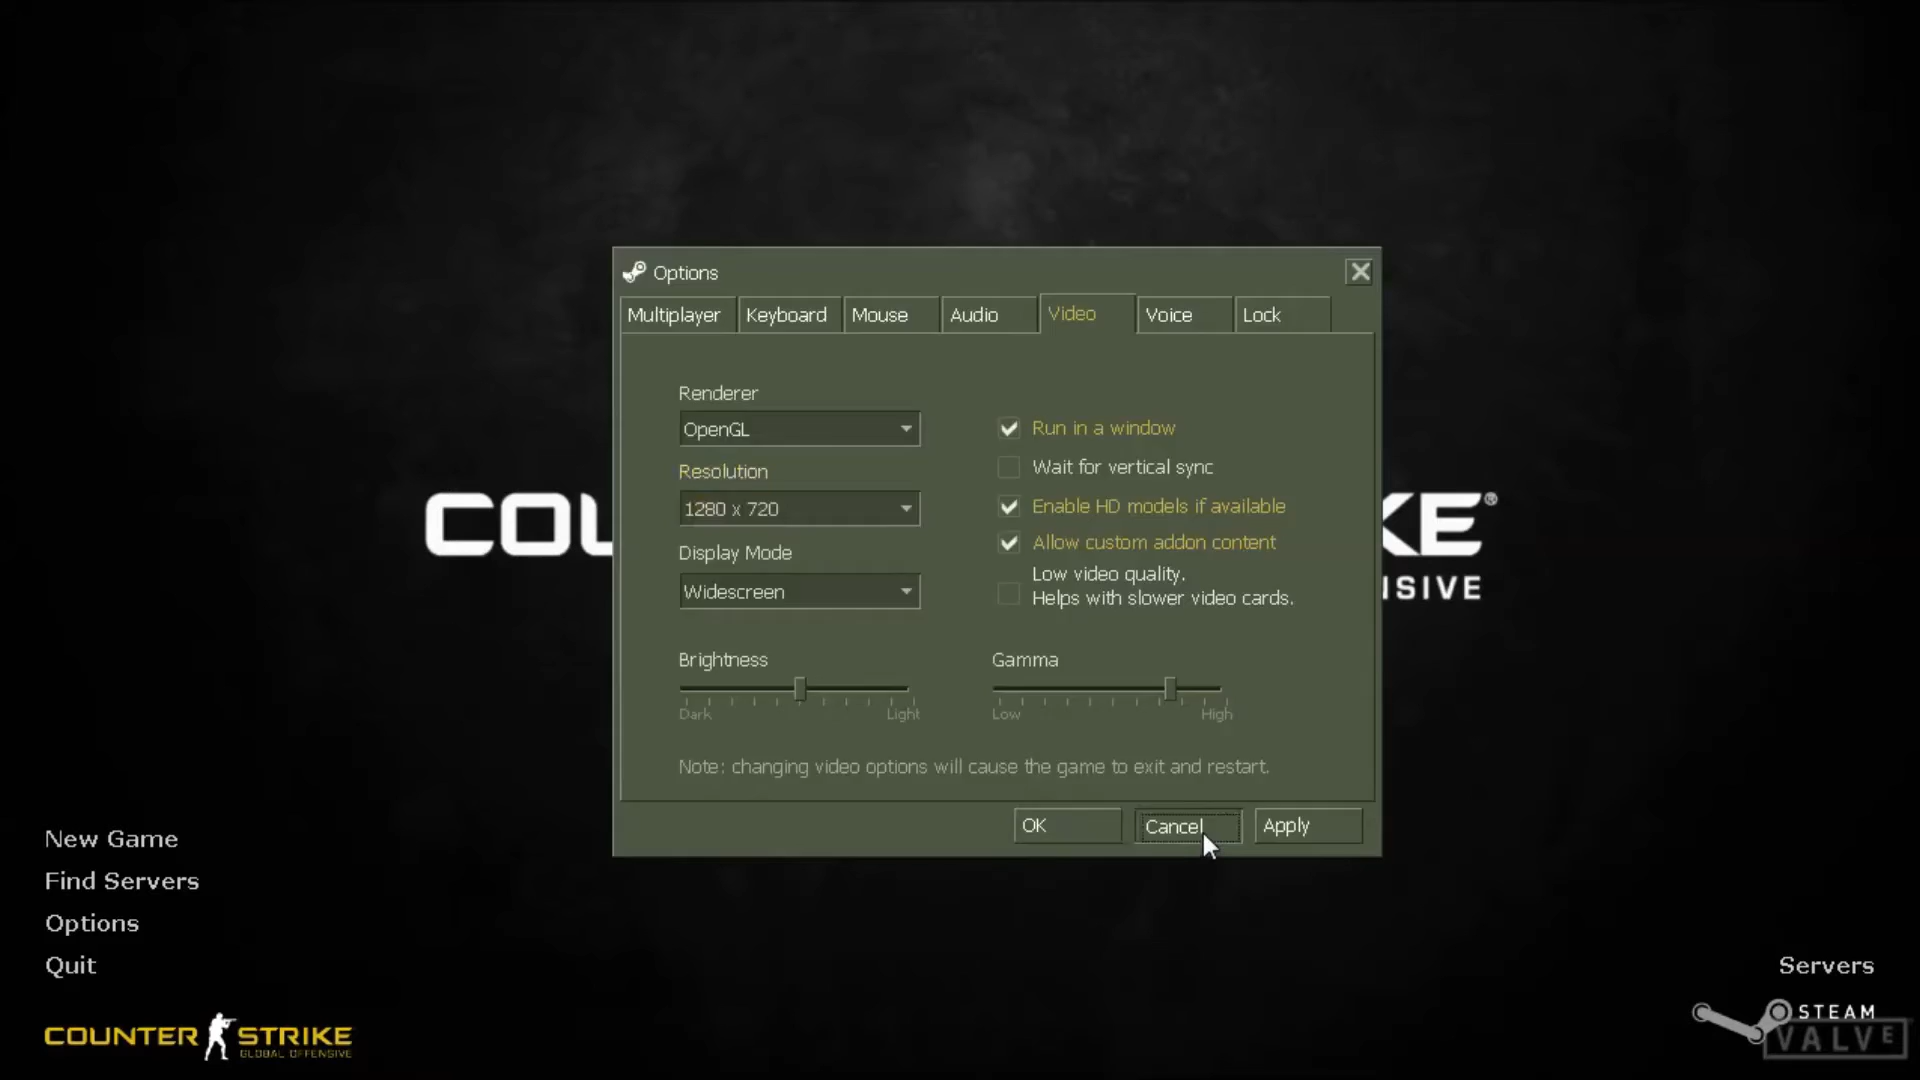 Options
Multiplayer Keyboard Mouse Audio Video Voice Lock
Renderer
OpenGL
Run in a window
Resolution
Wait for vertical sync
1280 x 720
Enable HD models if available
Display Mode
Allow custom addon content
Widescreen
Low video quality.
Helps with slower video cards.
Brightness
Gamma
Dark Light
Low High
Note: changing video options will cause the game to exit and restart.
OK Cancel Apply
COU KE®
NSIVE
New Game
Find Servers
Options
Quit
Servers
COUNTER STRIKE
GLOBAL OFFENSIVE
STEAM
VALVE